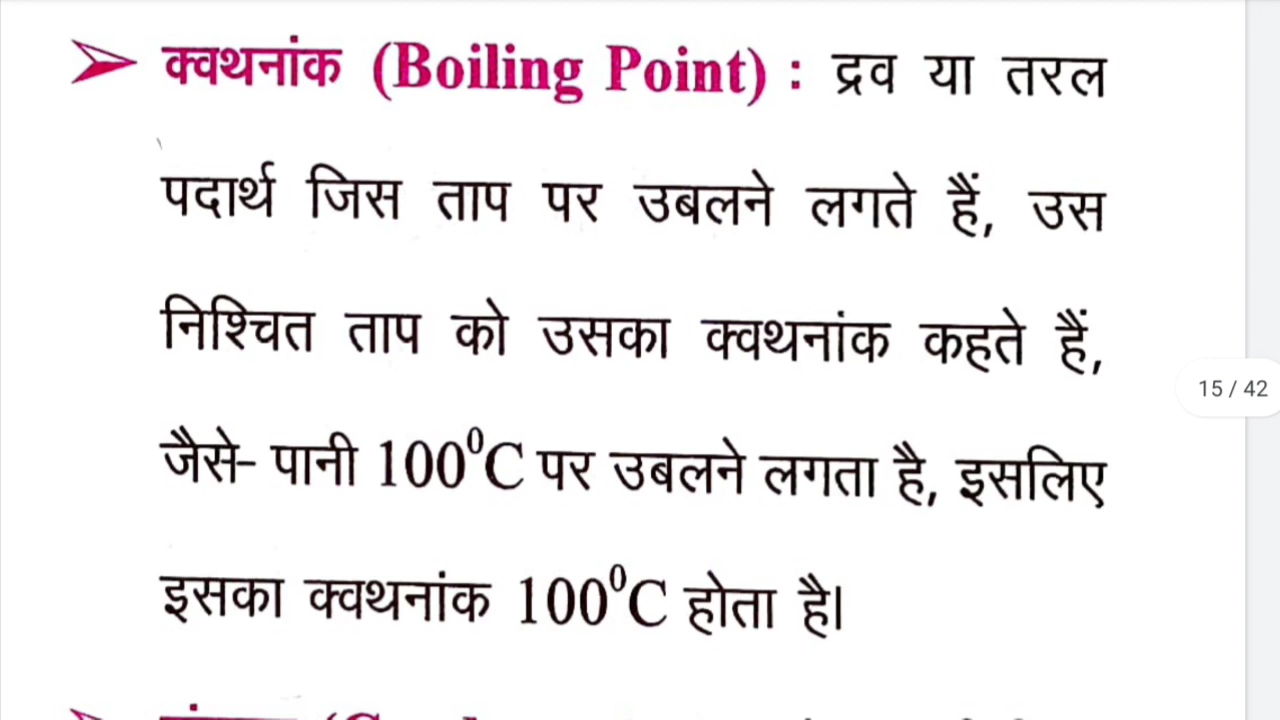 ➢ क्वथनांक (Boiling Point) : द्रव या तरल
पदार्थ जिस ताप पर उबलने लगते हैं, उस
निश्चित ताप को उसका क्वथनांक कहते हैं,
जैसे- पानी 100⁰C पर उबलने लगता है, इसलिए
इसका क्वथनांक 100⁰C होता है।
15 / 42